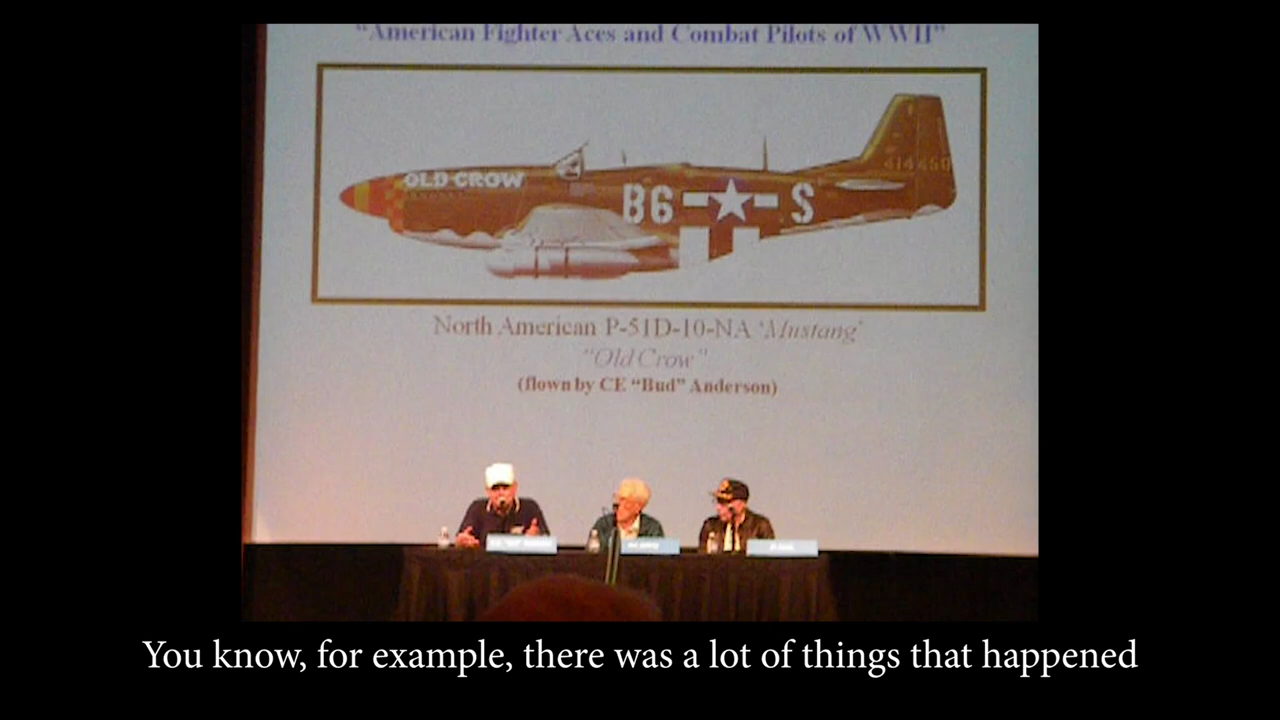 “American Fighter Aces and Combat Pilots of WWII”
OLD CROW
B6
S
414450
North American P-51D-10-NA ‘Mustang’
“Old Crow”
(flown by CE “Bud” Anderson)
You know, for example, there was a lot of things that happened